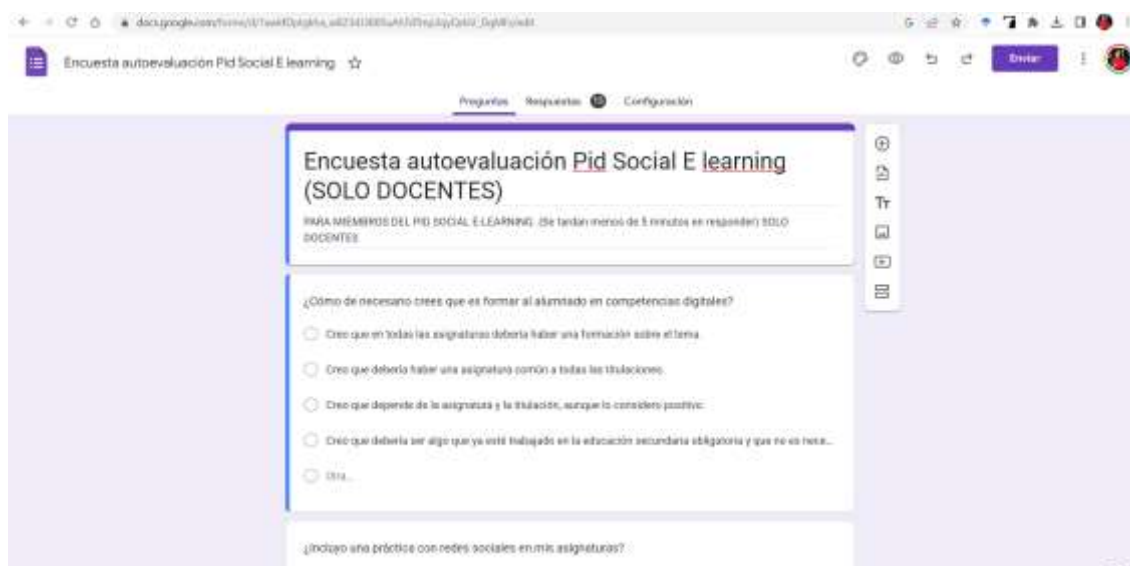 docs.google.com/forms/d/
Encuesta autoevaluación Pid Social E learning
Enviar
Preguntas Respuestas Configuración
Encuesta autoevaluación Pid Social E learning
(SOLO DOCENTES)
PARA MIEMBROS DEL PID SOCIAL E-LEARNING. (Se tardan menos de 5 minutos en responder) SOLO
DOCENTES
Tт
¿Cómo de necesario crees que es formar al alumnado en competencias digitales?
Creo que en todas las asignaturas debería haber una formación sobre el tema.
Creo que debería haber una asignatura común a todas las titulaciones.
Creo que depende de la asignatura y la titulación, aunque lo considero positivo.
Creo que debería ser algo que ya esté trabajado en la educación secundaria obligatoria y que no es nece...
Otra...
¿Incluyo una práctica con redes sociales en mis asignaturas?